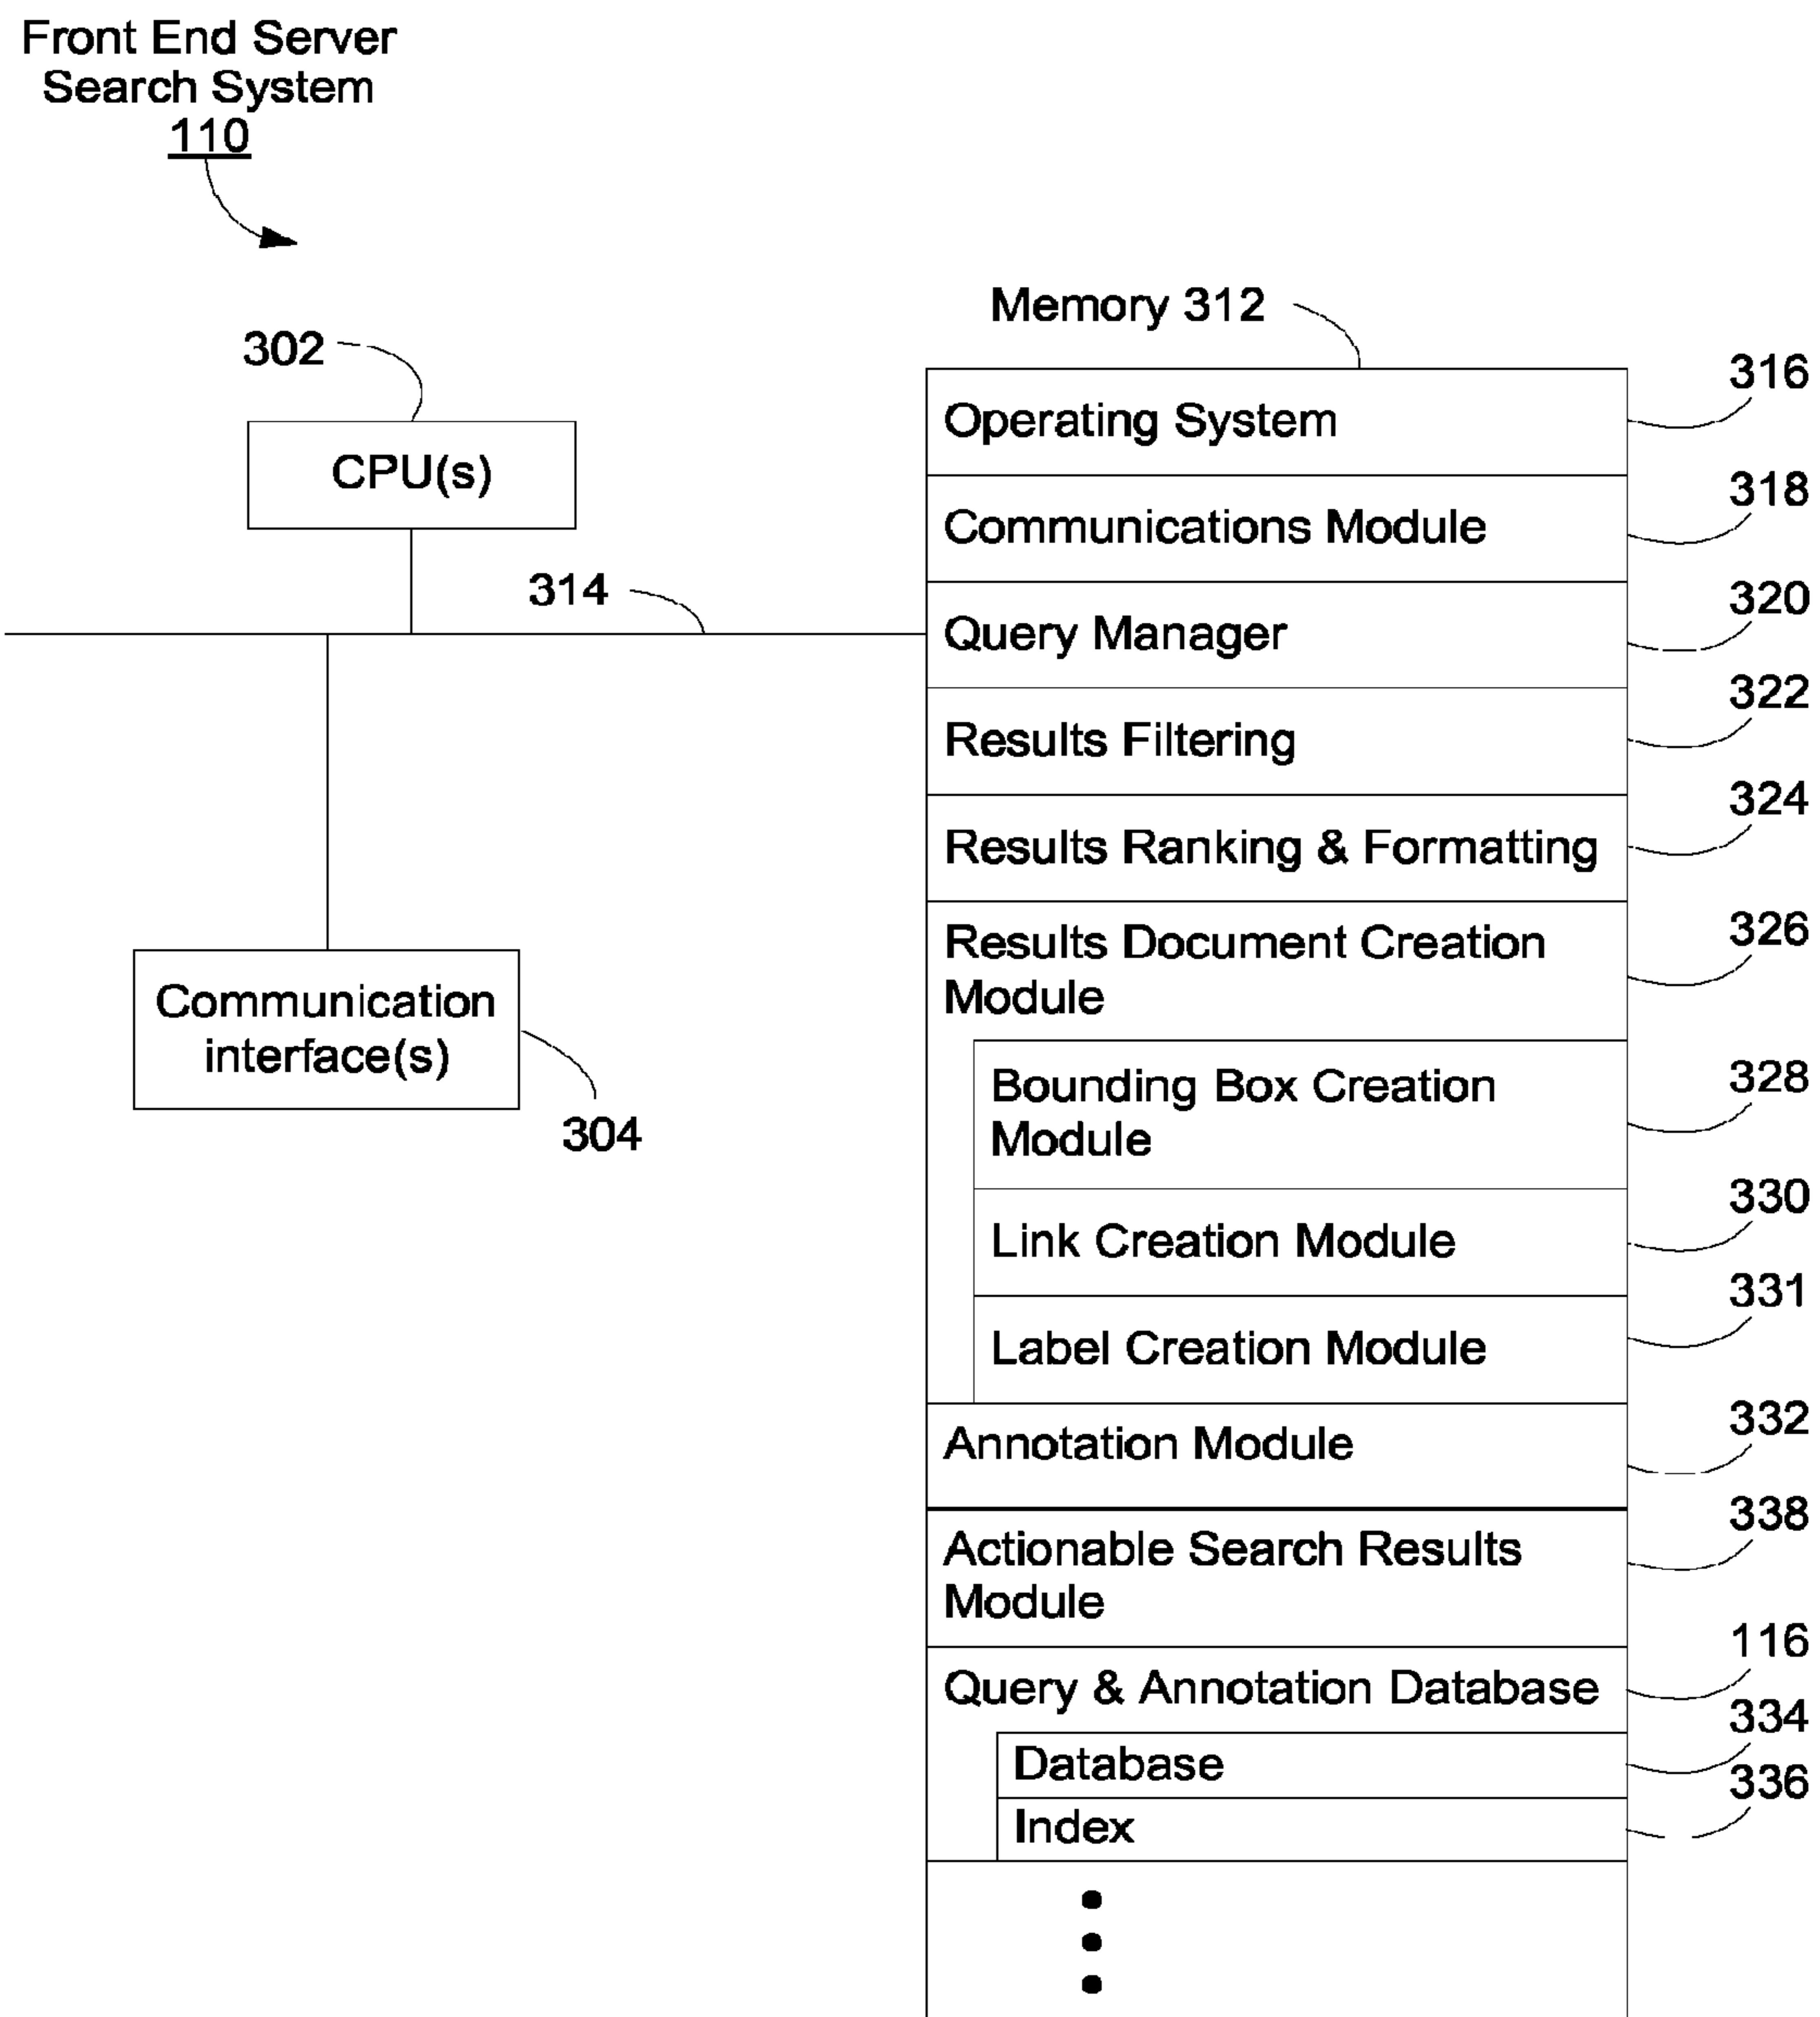 Front End Server
Search System
110
Memory 312
302
316
Operating System
CPU(s)
318
Communications Module
314
320
Query Manager
322
Results Filtering
324
Results Ranking & Formatting
326
Results Document Creation
Module
Communication
interface(s)
304
328
Bounding Box Creation
Module
330
Link Creation Module
331
Label Creation Module
332
Annotation Module
338
Actionable Search Results
Module
116
Query & Annotation Database
334
Database
336
Index